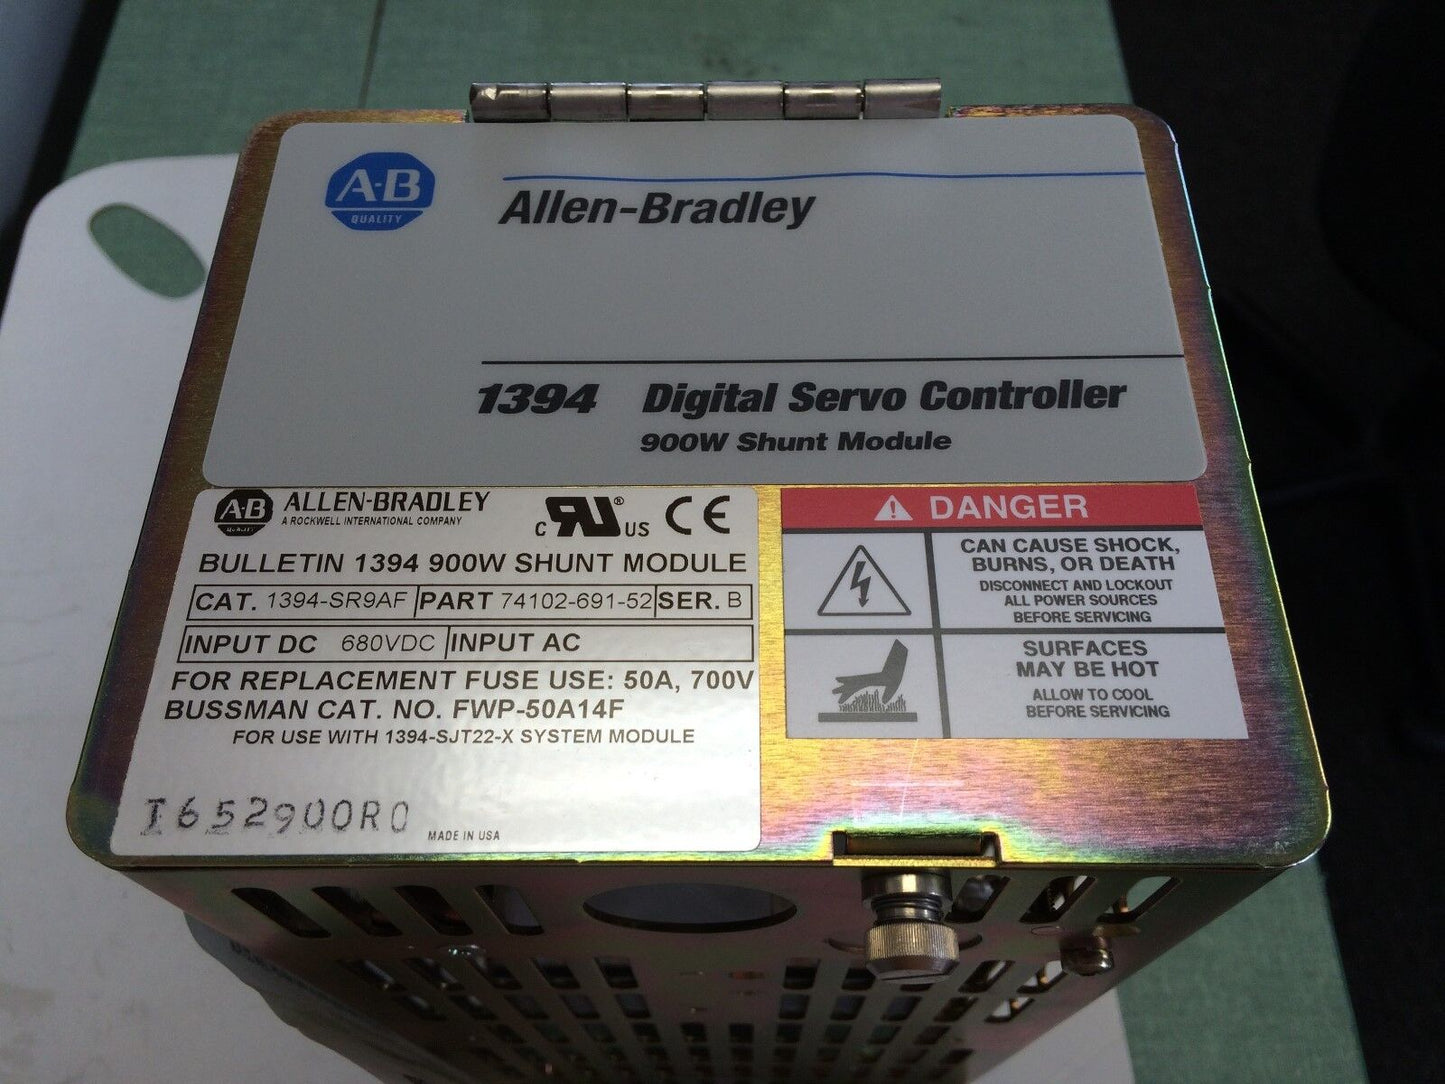 A-B
QUALITY
Allen-Bradley
1394 Digital Servo Controller
900W Shunt Module
A-B ALLEN-BRADLEY
QUALITY A ROCKWELL INTERNATIONAL COMPANY
C RU ® US CE
BULLETIN 1394 900W SHUNT MODULE
CAT. 1394-SR9AF PART 74102-691-52 SER. B
INPUT DC 680VDC INPUT AC
FOR REPLACEMENT FUSE USE: 50A, 700V
BUSSMAN CAT. NO. FWP-50A14F
FOR USE WITH 1394-SJT22-X SYSTEM MODULE
I652900R0
MADE IN USA
DANGER
CAN CAUSE SHOCK,
BURNS, OR DEATH
DISCONNECT AND LOCKOUT
ALL POWER SOURCES
BEFORE SERVICING
SURFACES
MAY BE HOT
ALLOW TO COOL
BEFORE SERVICING